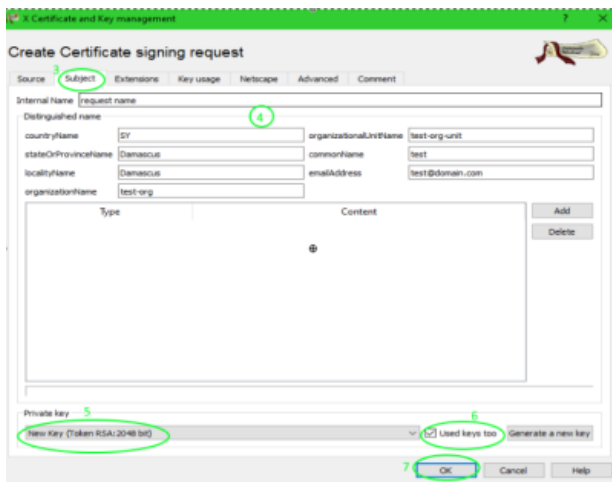 X Certificate and Key management ?
Create Certificate signing request
3
Source Subject Extensions Key usage Netscape Advanced Comment
Internal Name request name
Distinguished name 4
countryName SY organizationalUnitName test-org-unit
stateOrProvinceName Damascus commonName test
localityName Damascus emailAddress test@domain.com
organizationName test-org
Type Content Add
Delete
Private key 5 6
New Key (Token RSA:2048 bit) Used keys too Generate a new key
7 OK Cancel Help